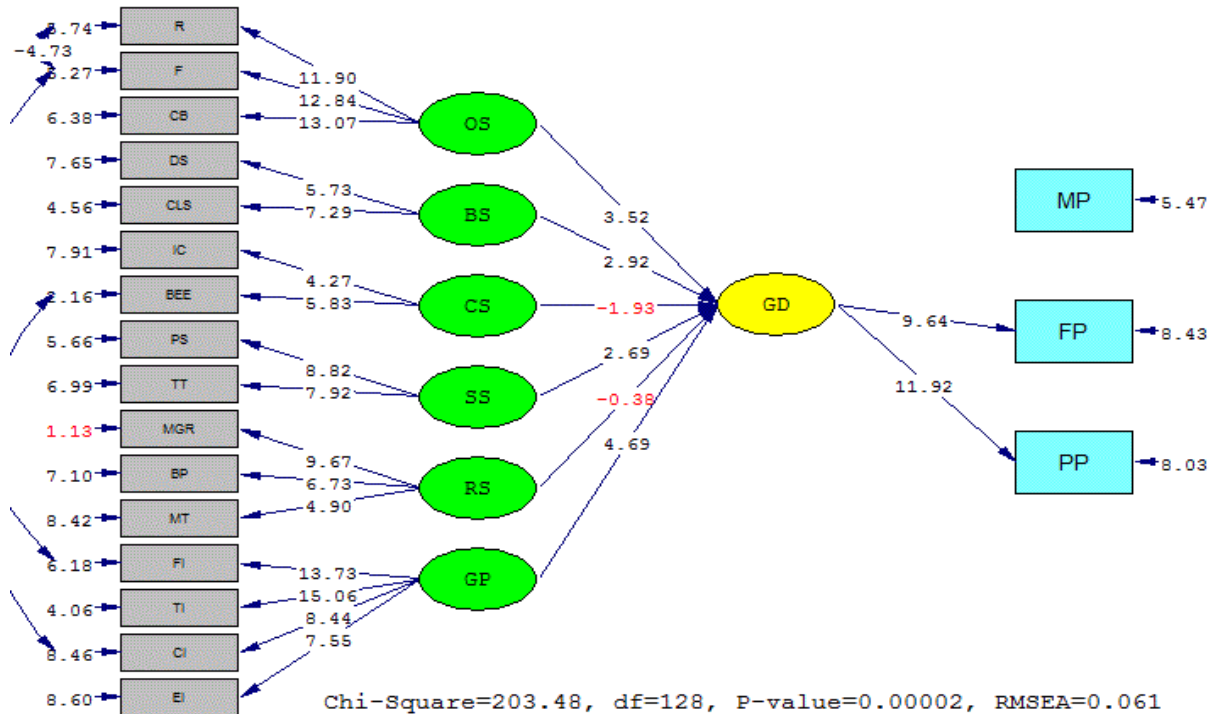 R
-4.73
F
11.90
12.84
6.38 CB 13.07 OS
7.65 DS
5.73
4.56 CLS 7.29 BS
3.52
MP 5.47
7.91 IC
2.92
4.27
2.16 BEE 5.83 CS -1.93 GD
9.64 FP 8.43
5.66 PS
2.69
8.82
6.99 TT 7.92 SS
-0.38
11.92
1.13 MGR
4.69
9.67
7.10 BP 6.73 RS
PP 8.03
4.90
8.42 MT
6.18 FI
13.73 GP
4.06 TI 15.06
8.44
8.46 CI 7.55
8.60 EI
Chi-Square=203.48, df=128, P-value=0.00002, RMSEA=0.061